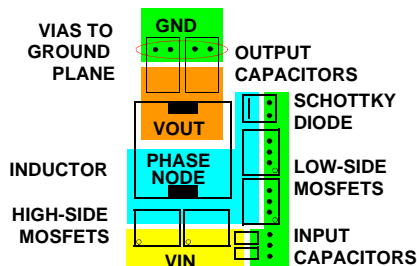 GND
VIAS TO
GROUND
PLANE
OUTPUT
CAPACITORS
SCHOTTKY
DIODE
VOUT
INDUCTOR
PHASE
NODE
LOW-SIDE
MOSFETS
HIGH-SIDE
MOSFETS
VIN
INPUT
CAPACITORS